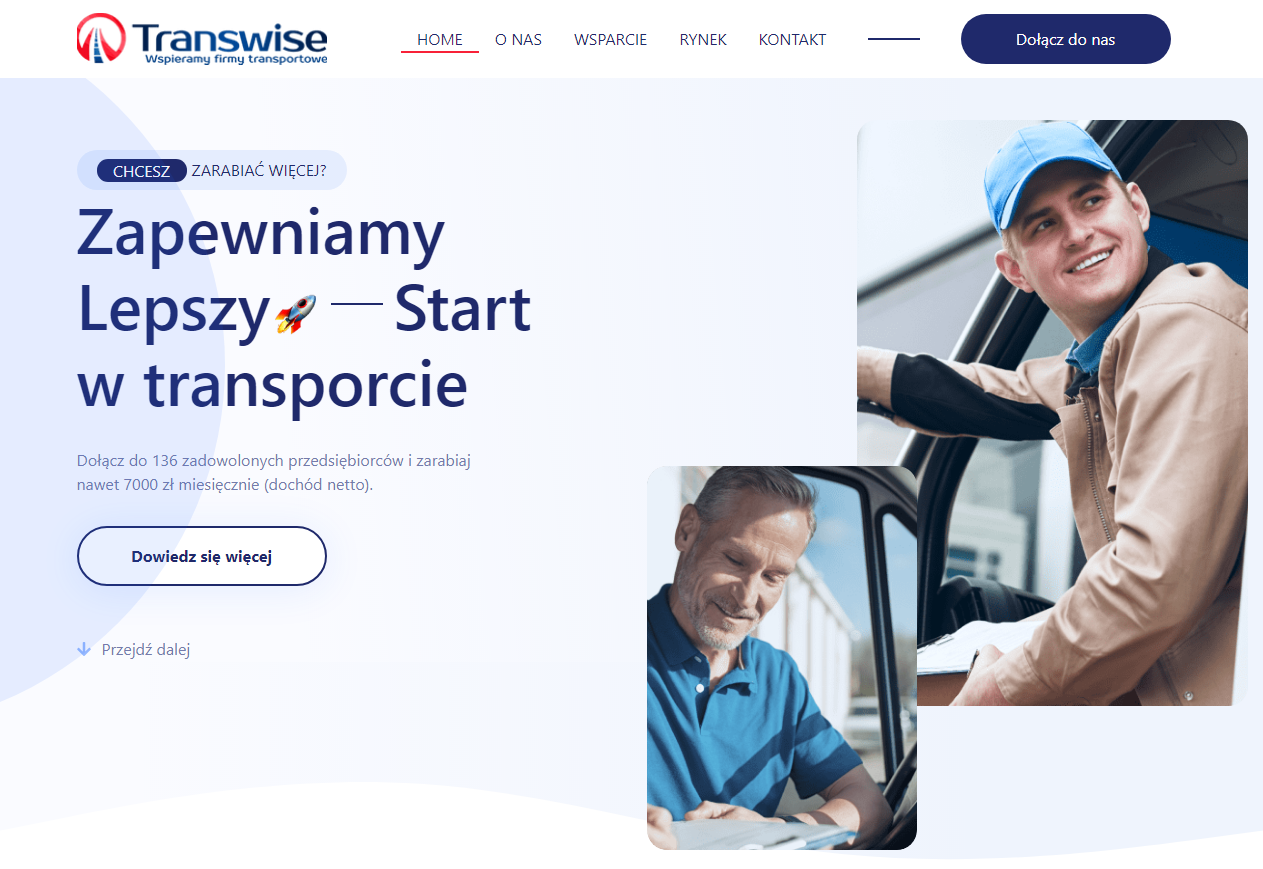 Transwise
Wspieramy firmy transportowe
HOME
O NAS
WSPARCIE
RYNEK
KONTAKT
Dołącz do nas
CHCESZ ZARABIAĆ WIĘCEJ?
Zapewniamy
Lepszy🚀 — Start
w transporcie
Dołącz do 136 zadowolonych przedsiębiorców i zarabiaj
nawet 7000 zł miesięcznie (dochód netto).
Dowiedz się więcej
Przejdź dalej